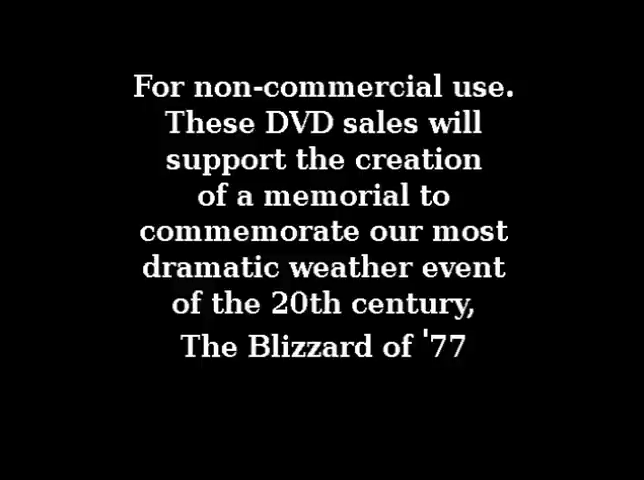 For non-commercial use.
These DVD sales will
support the creation
of a memorial to
commemorate our most
dramatic weather event
of the 20th century,
The Blizzard of '77